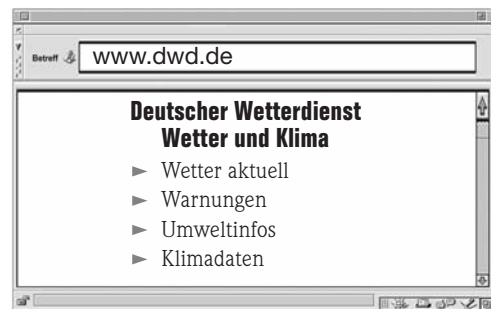 Betreff www.dwd.de
Deutscher Wetterdienst
Wetter und Klima
► Wetter aktuell
► Warnungen
► Umweltinfos
► Klimadaten